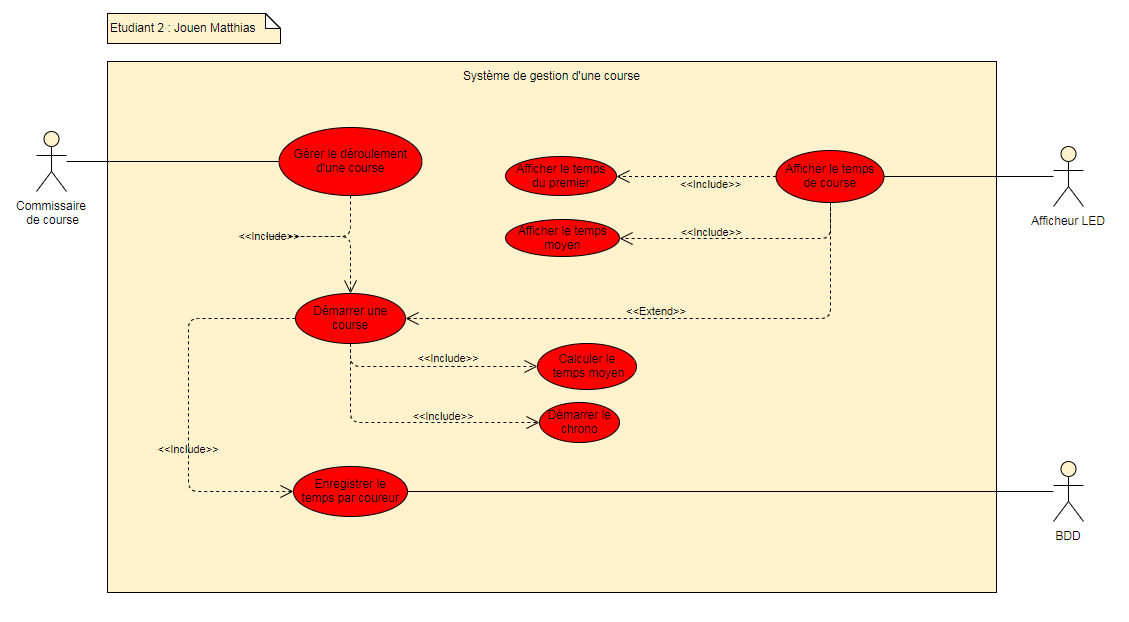 Etudiant 2 : Jouen Matthias
Système de gestion d'une course
Commissaire
de course
Gérer le déroulement
d'une course
Afficher le temps
du premier
<<Include>>
Afficher le temps
de course
Afficheur LED
Afficher le temps
moyen
<<Include>>
<<Include>>
Démarrer une
course
<<Extend>>
<<Include>>
Calculer le
temps moyen
<<Include>>
Démarrer le
chrono
<<Include>>
Enregistrer le
temps par coureur
BDD